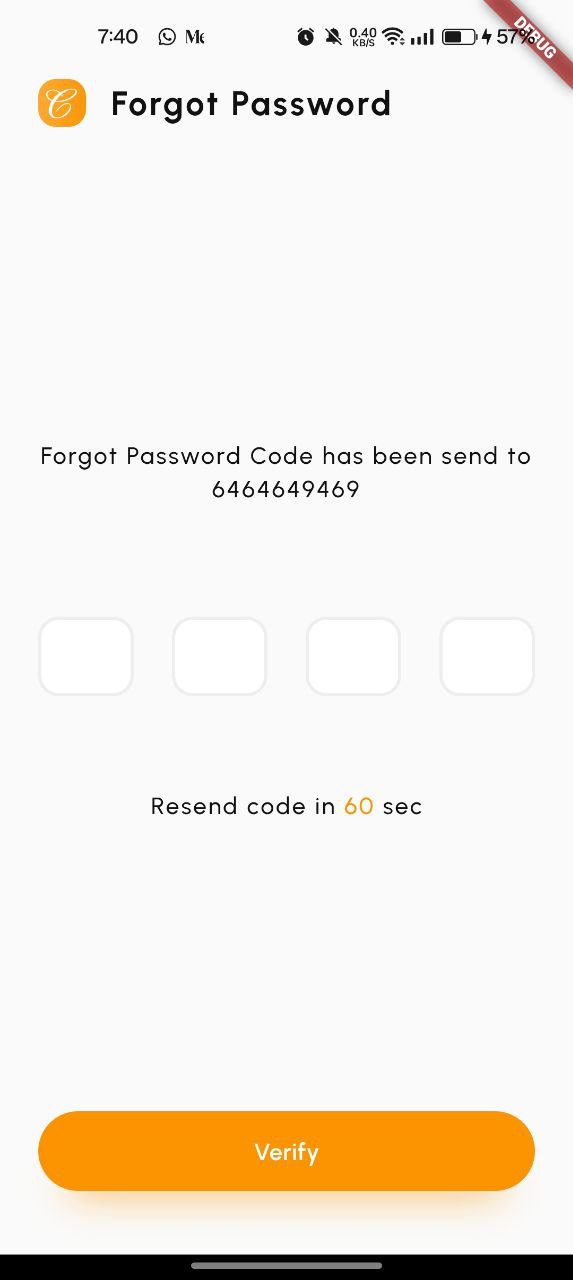 7:40 0.40 KB/S 57%
DEBUG
Forgot Password
Forgot Password Code has been send to
6464649469
Resend code in 60 sec
Verify